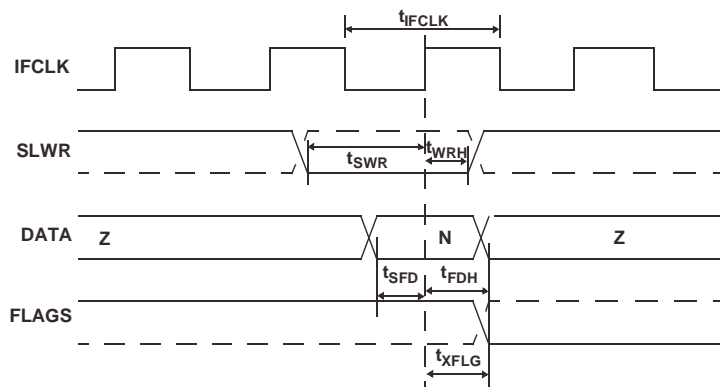 tIFCLK
IFCLK
SLWR
tSWR
tWRH
DATA
Z
N
Z
tSFD
tFDH
FLAGS
tXFLG